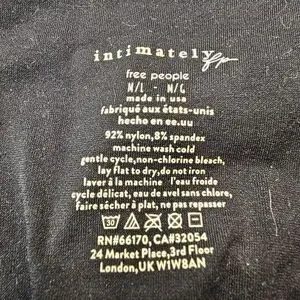 intimately fp
free people
M/L - M/G
made in usa
fabriqué aux états-unis
hecho en ee.uu
92% nylon, 8% spandex
machine wash cold
gentle cycle, non-chlorine bleach,
lay flat to dry, do not iron
laver à la machine l'eau froide
cycle délicat, eau de avel sans chlore,
faire sécher à plat, ne pas repasser
30
RN#66170, CA#32054
24 Market Place, 3rd Floor
London, UK W1W8AN